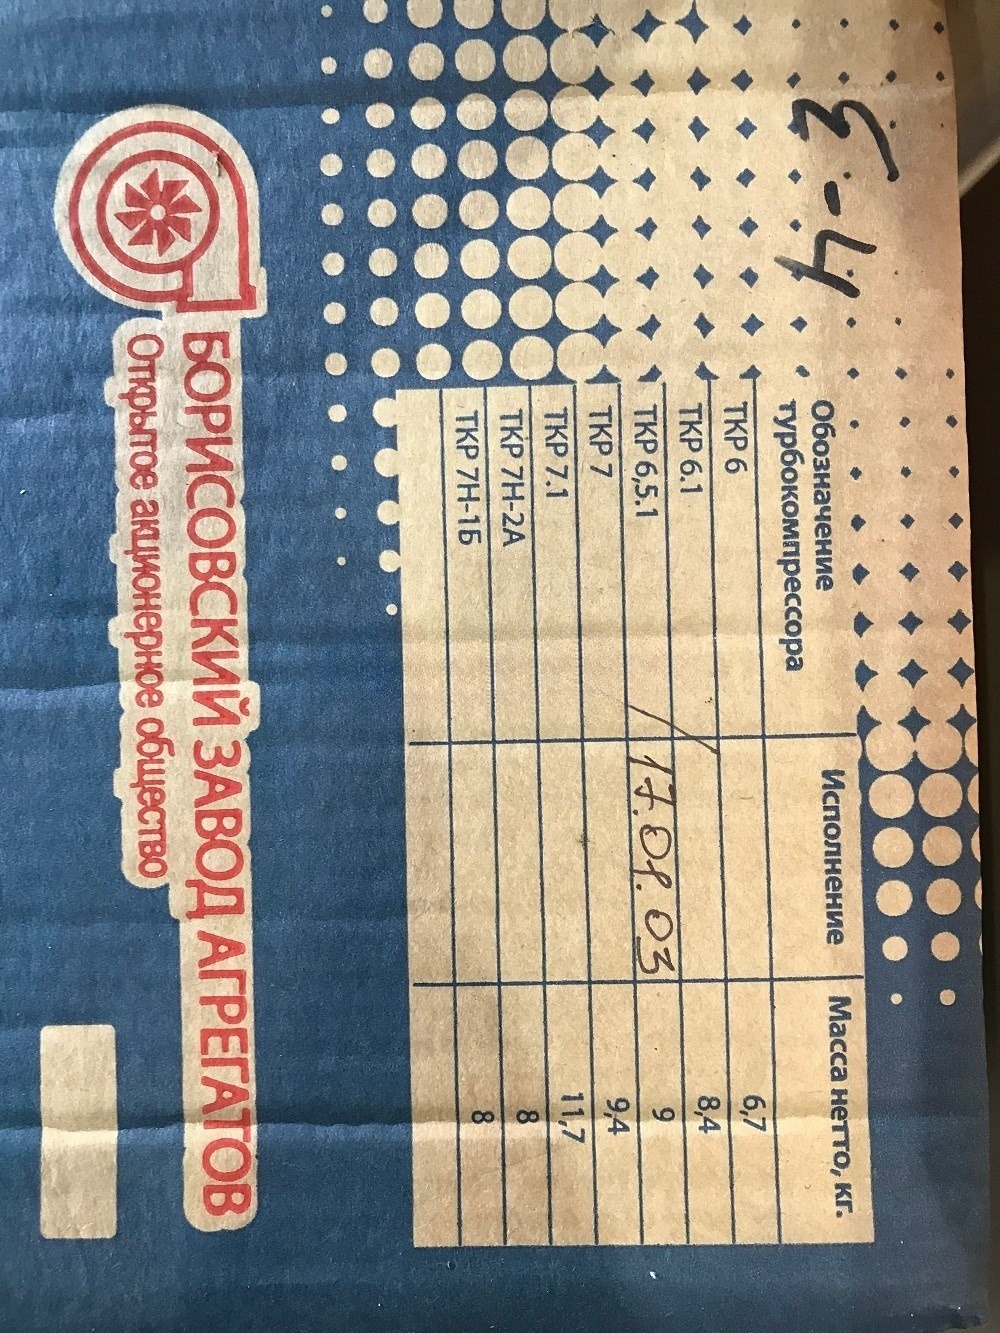 Е-4
Обозначение турбокомпрессора Исполнение Масса нетто, кг.
ТКР 6 6,7
ТКР 6.1 8,4
ТКР 6,5.1 17.09.03 9
ТКР 7 9,4
ТКР 7.1 11,7
ТКР 7Н-2А 8
ТКР 7Н-1Б 8
БОРИСОВСКИЙ ЗАВОД АГРЕГАТОВ
Открытое акционерное общество